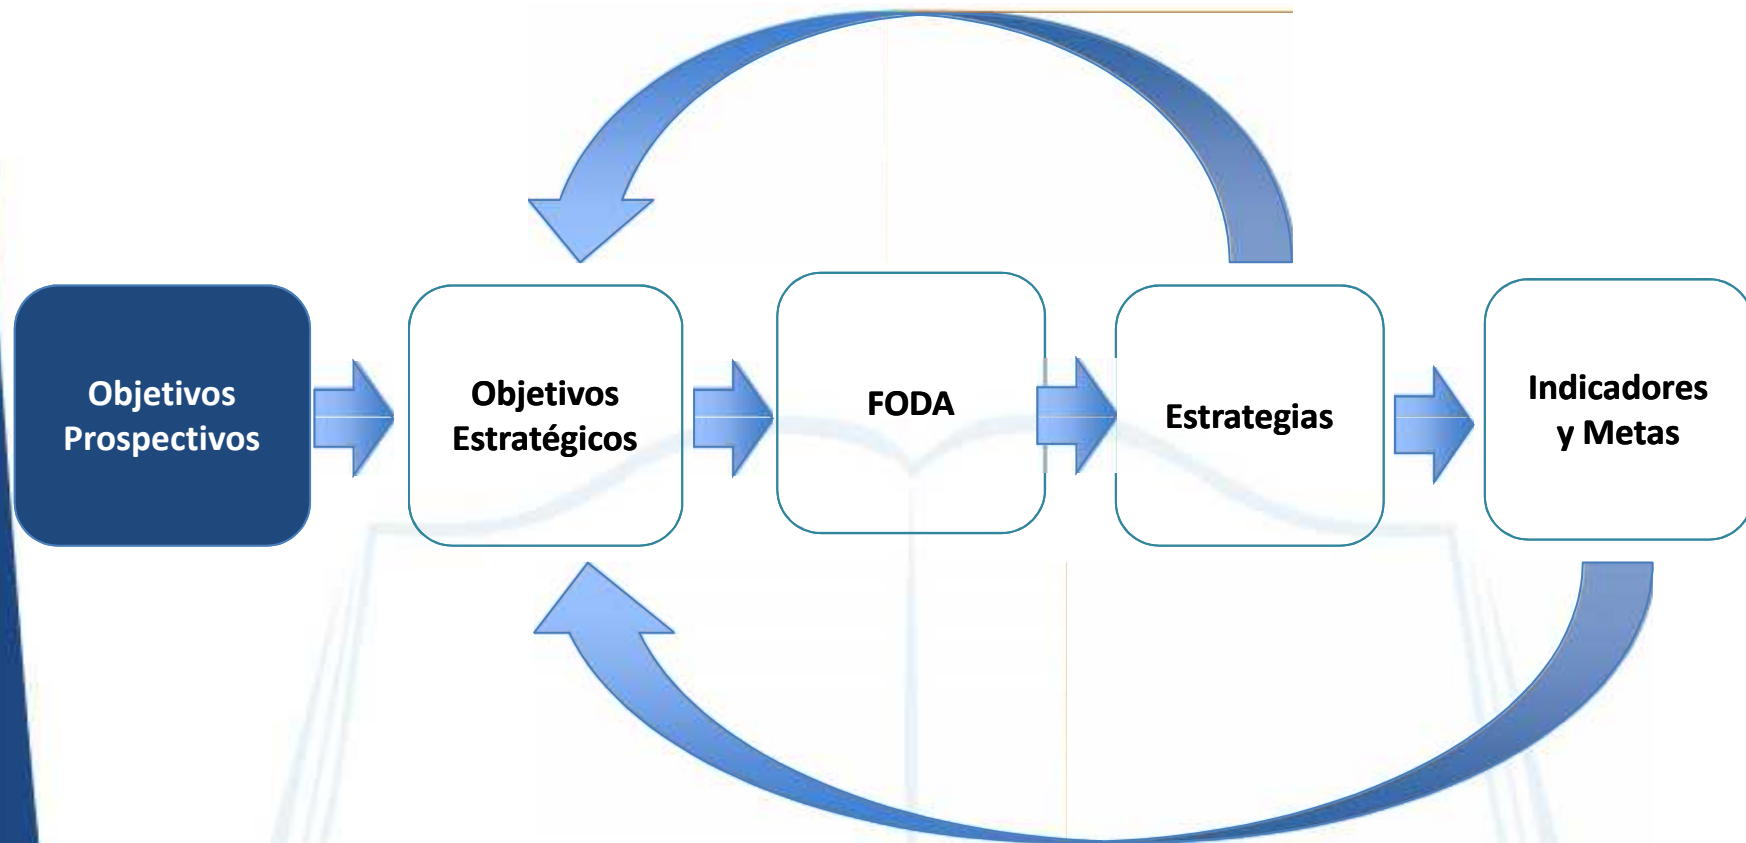 Objetivos
Prospectivos
Objetivos
Estratégicos
FODA
Estrategias
Indicadores
y Metas